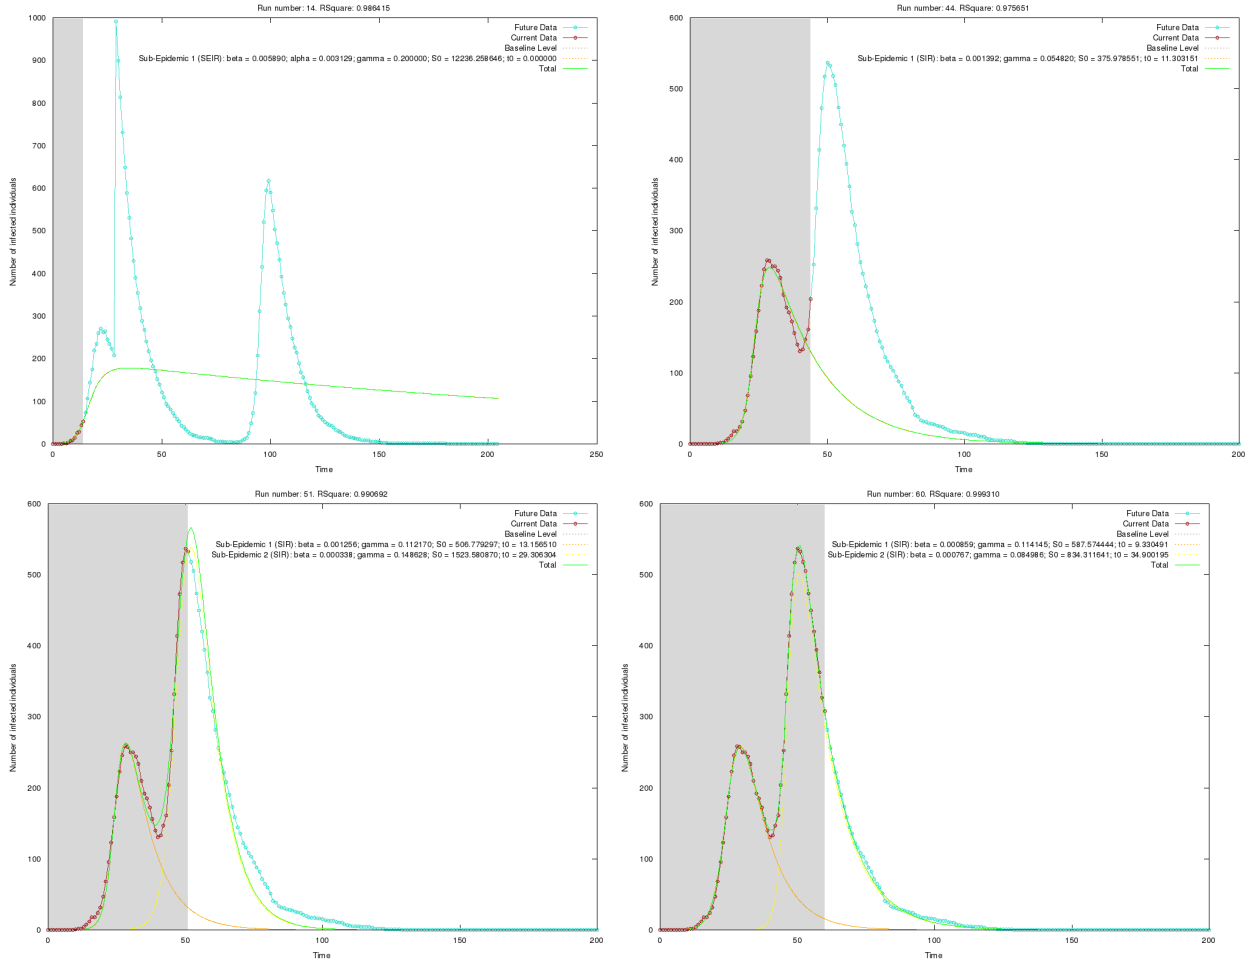 Run number: 14. RSquare: 0.986415
1000
900
800
700
600
500
400
300
200
100
0
0 50 100 150 200 250
Time
Number of infected individuals
Future Data
Current Data
Baseline Level
Sub-Epidemic 1 (SEIR): beta = 0.005890; alpha = 0.003129; gamma = 0.200000; S0 = 12236.258646; t0 = 0.000000
Total
Run number: 44. RSquare: 0.975651
600
500
400
300
200
100
0
0 50 100 150 200
Time
Number of infected individuals
Future Data
Current Data
Baseline Level
Sub-Epidemic 1 (SIR): beta = 0.001392; gamma = 0.054820; S0 = 375.978551; t0 = 11.303151
Total
Run number: 51. RSquare: 0.990692
600
500
400
300
200
100
0
0 50 100 150 200
Time
Number of infected individuals
Future Data
Current Data
Baseline Level
Sub-Epidemic 1 (SIR): beta = 0.001256; gamma = 0.112170; S0 = 506.779297; t0 = 13.156510
Sub-Epidemic 2 (SIR): beta = 0.000338; gamma = 0.148628; S0 = 1523.580870; t0 = 29.306304
Total
Run number: 60. RSquare: 0.999310
600
500
400
300
200
100
0
0 50 100 150 200
Time
Number of infected individuals
Future Data
Current Data
Baseline Level
Sub-Epidemic 1 (SIR): beta = 0.000859; gamma = 0.114145; S0 = 587.574444; t0 = 9.330491
Sub-Epidemic 2 (SIR): beta = 0.000767; gamma = 0.084986; S0 = 834.311641; t0 = 34.900195
Total